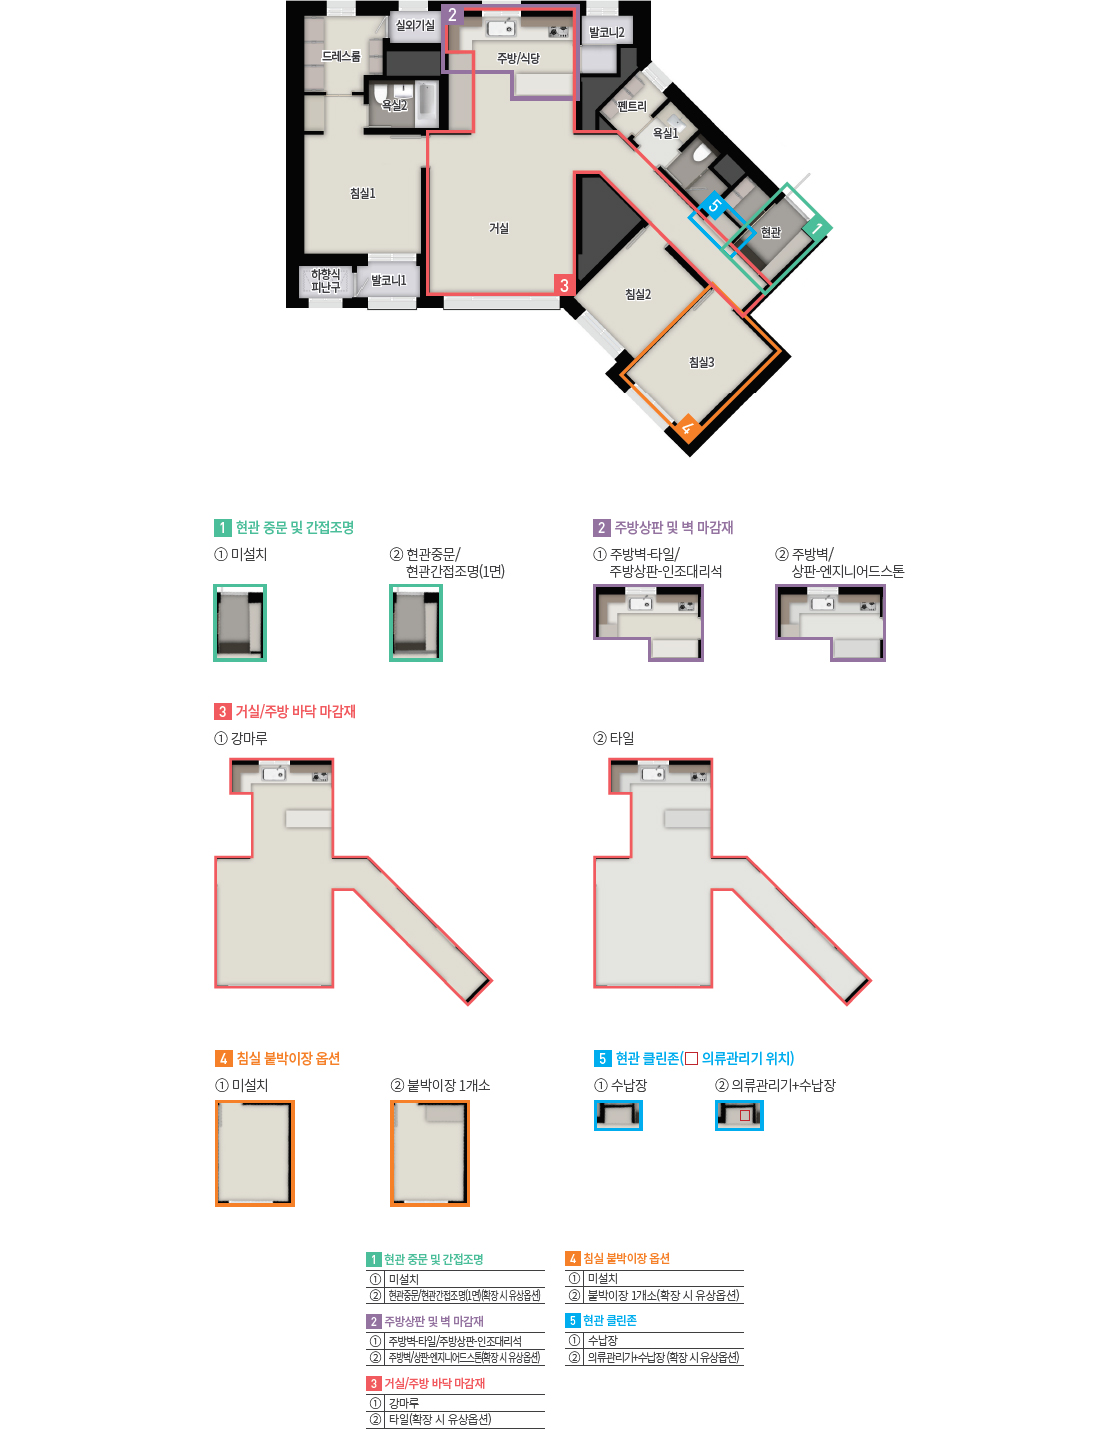 2
실외기실
발코니2
드레스룸
주방/식당
욕실2
펜트리
욕실1
침실1
5
현관
1
거실
하향식
피난구
발코니1
3
침실2
침실3
4
1 현관 중문 및 간접조명
① 미설치
② 현관중문/
현관간접조명(1면)
2 주방상판 및 벽 마감재
① 주방벽-타일/
주방상판-인조대리석
② 주방벽/
상판-엔지니어드스톤
3 거실/주방 바닥 마감재
① 강마루
② 타일
4 침실 붙박이장 옵션
① 미설치
② 붙박이장 1개소
5 현관 클린존(□ 의류관리기 위치)
① 수납장
② 의류관리기+수납장
1 현관 중문 및 간접조명
① 미설치
② 현관중문/현관간접조명(1면)(확장 시 유상옵션)
2 주방상판 및 벽 마감재
① 주방벽-타일/주방상판-인조대리석
② 주방벽/상판-엔지니어드스톤(확장 시 유상옵션)
3 거실/주방 바닥 마감재
① 강마루
② 타일(확장 시 유상옵션)
4 침실 붙박이장 옵션
① 미설치
② 붙박이장 1개소(확장 시 유상옵션)
5 현관 클린존
① 수납장
② 의류관리기+수납장 (확장 시 유상옵션)